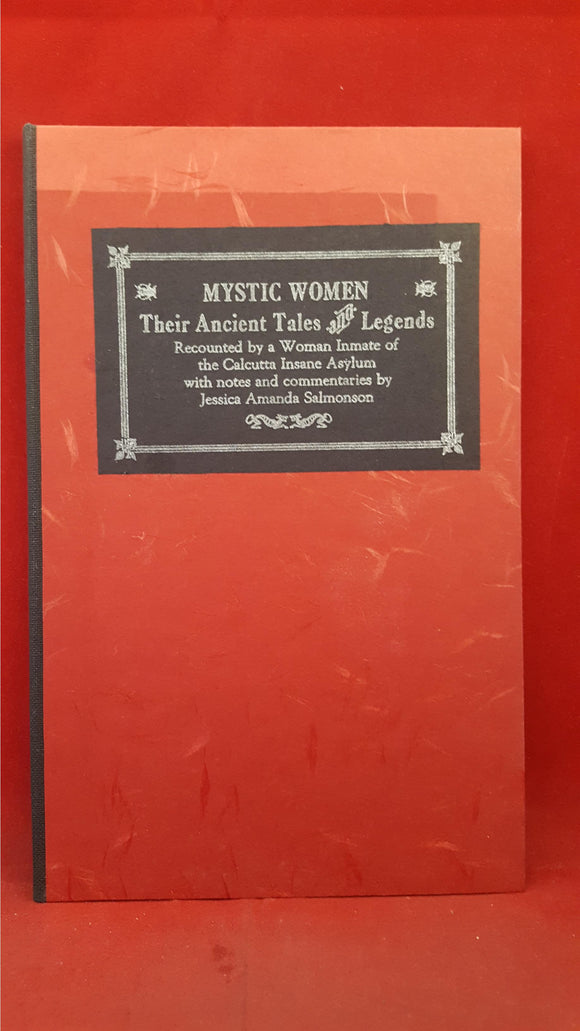 MYSTIC WOMEN
Their Ancient Tales and Legends
Recounted by a Woman Inmate of
the Calcutta Insane Asylum
with notes and commentaries by
Jessica Amanda Salmonson